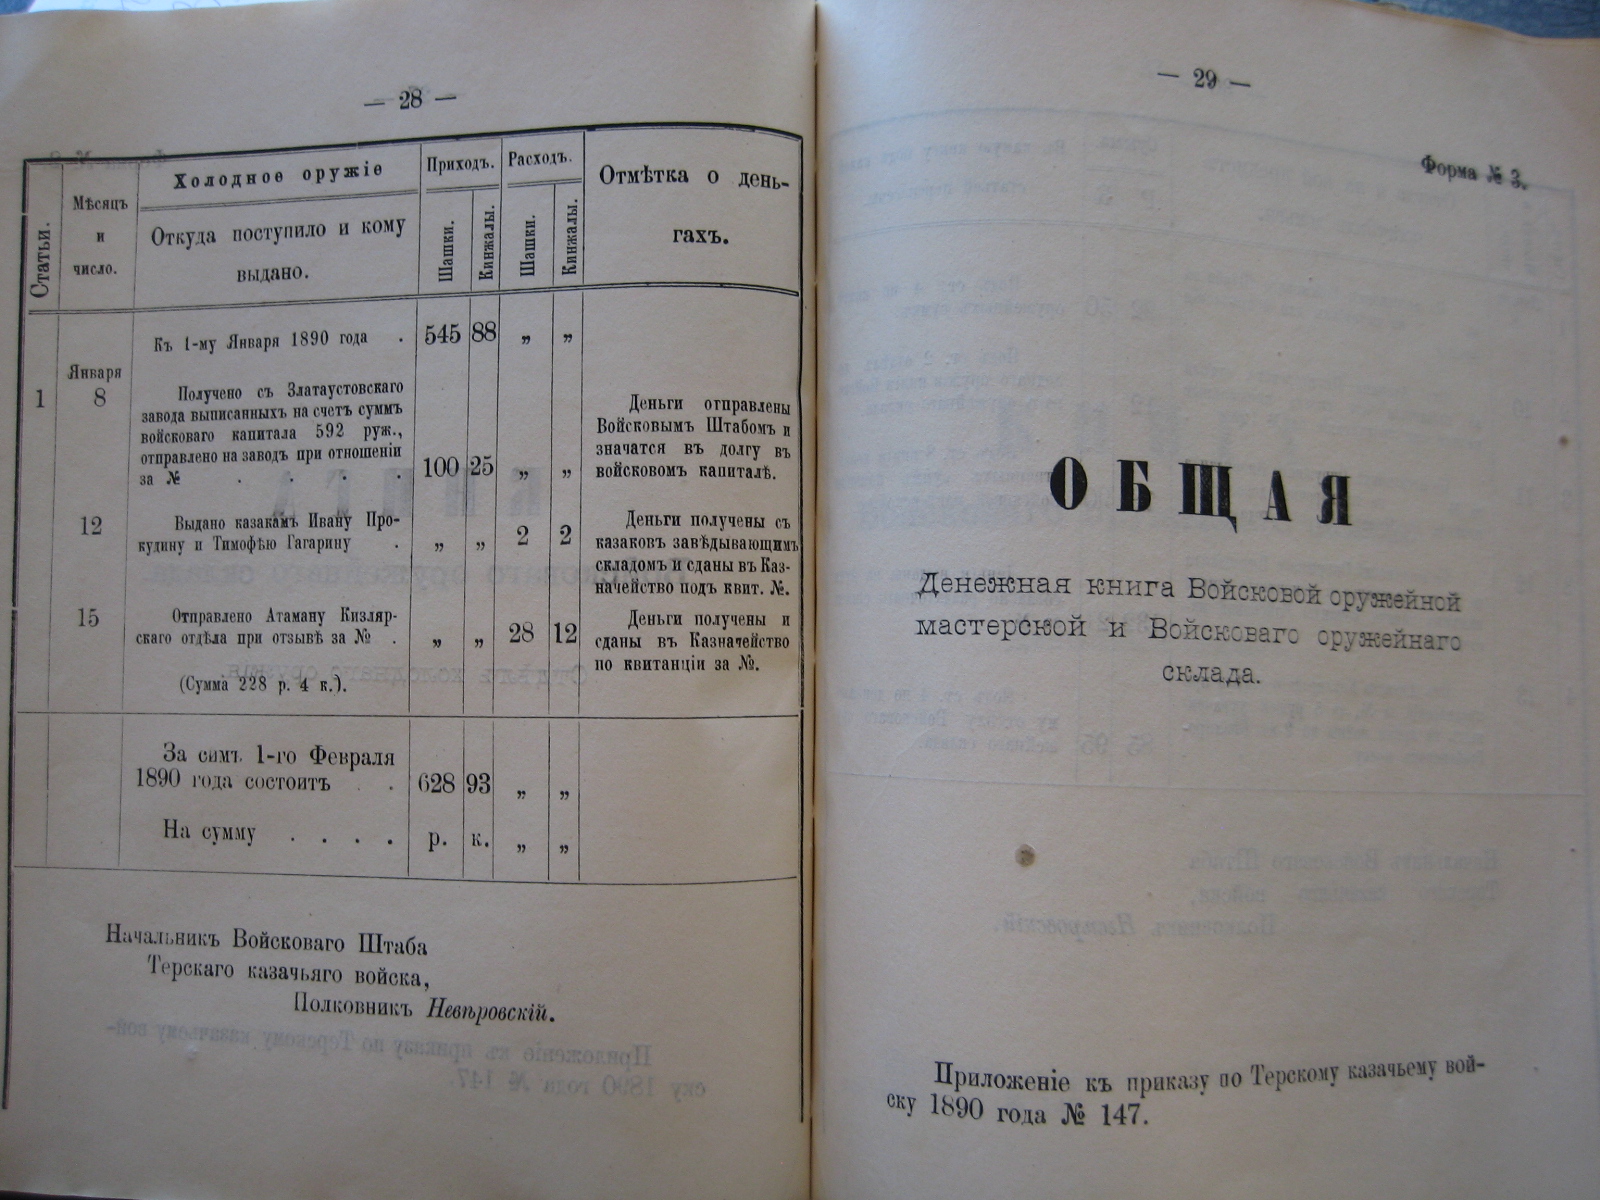 — 28 —
Статьи.
Мѣсяцъ
и
число.
Холодное оружіе
Откуда поступило и кому
выдано.
Приходъ.
Шашки.
Кинжалы.
Расходъ.
Шашки.
Кинжалы.
Отмѣтка о день-
гахъ.
Къ 1-му Января 1890 года . 545 88 „ „
Января
1 8 Получено съ Златаустовскаго
завода выписанныхъ на счетъ суммъ
войсковаго капитала 592 руж.,
отправлено на заводъ при отношеніи
за № . . . . 100 25 „ „
Деньги отправлены
Войсковымъ Штабомъ и
значатся въ долгу въ
войсковомъ капиталѣ.
12 Выдано казакамъ Ивану Про-
кудину и Тимофѣю Гагарину . „ „ 2 2
Деньги получены съ
казаковъ завѣдывающимъ
складомъ и сданы въ Каз-
начейство подъ квит. №.
15 Отправлено Атаману Кизляр-
скаго отдѣла при отзывѣ за № . „ „ 28 12
(Сумма 228 р. 4 к.).
Деньги получены и
сданы въ Казначейство
по квитанціи за №.
За симъ 1-го Февраля
1890 года состоитъ . . 628 93 „ „
На сумму . . . . р. к. „ „
Начальникъ Войсковаго Штаба
Терскаго казачьяго войска,
Полковникъ Невѣровскій.
— 29 —
Форма № 3.
ОБЩАЯ
Денежная книга Войсковой оружейной
мастерской и Войсковаго оружейнаго
склада.
Приложеніе къ приказу по Терскому казачьему вой-
ску 1890 года № 147.